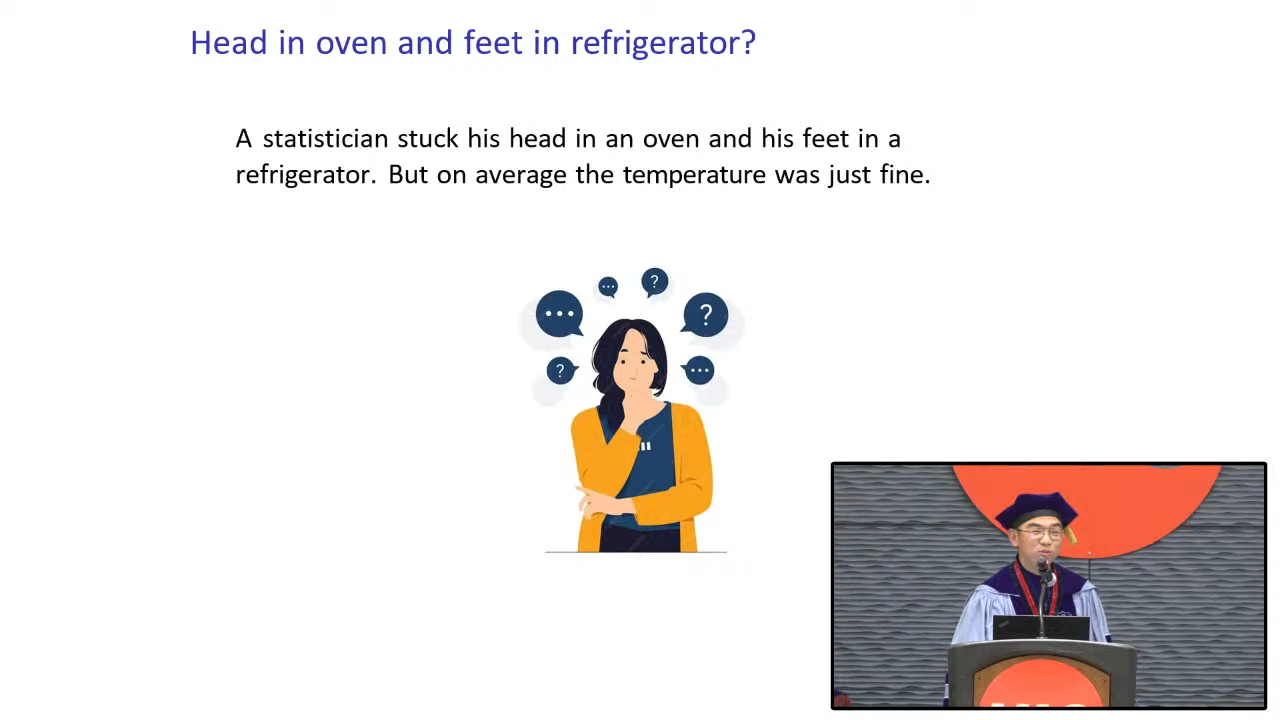 Head in oven and feet in refrigerator?
A statistician stuck his head in an oven and his feet in a
refrigerator. But on average the temperature was just fine.
...
?
...
?
?
...